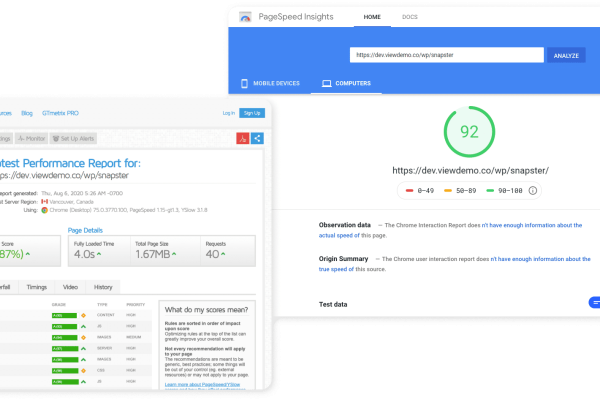 PageSpeed Insights
HOME
DOCS
https://dev.viewdemo.co/wp/snapster
ANALYZE
MOBILE DEVICES
COMPUTERS
92
https://dev.viewdemo.co/wp/snapster/
0-49
50-89
90-100
Observation data — The Chrome Interaction Report does n't have enough information about the
actual speed of this page.
Origin Summary — The Chrome user interaction report does n't have enough information about the
true speed of this source.
Test data
Blog
GTmetrix PRO
Log In
Sign Up
Monitor
Set Up Alerts
test Performance Report for:
ps://dev.viewdemo.co/wp/snapster
eport generated: Thu, Aug 6, 2020 5:26 AM -0700
Server Region: Vancouver, Canada
Using: Chrome (Desktop) 75.0.3770.100, PageSpeed 1.15-gt1.3, YSlow 3.1.8
Page Details
Score
87%)
Fully Loaded Time
4.0s
Total Page Size
1.67MB
Requests
40
Timings
Video
History
GRADE
TYPE
PRIORITY
CONTENT
HIGH
JS
HIGH
IMAGES
MEDIUM
SERVER
HIGH
IMAGES
HIGH
CSS
HIGH
JS
HIGH
What do my scores mean?
Rules are sorted in order of impact
upon score
Optimizing rules at the top of the list can
greatly improve your overall score.
Not every recommendation will apply
to your page
The recommendations are meant to be
generic, best practices; some things will
be out of your control (eg. external
resources) or may not apply to your page.
Learn more about PageSpeed/YSlow